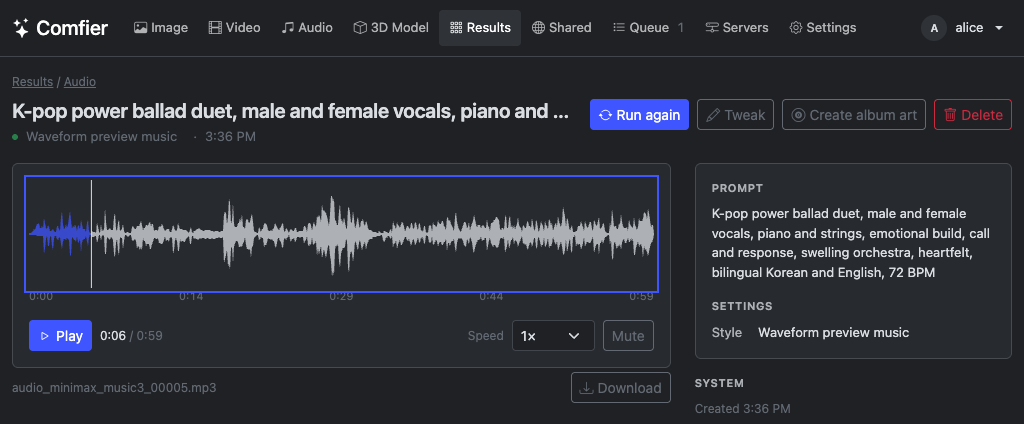 Comfier
Image Video Audio 3D Model Results Shared Queue 1 Servers Settings A alice
Results / Audio
K-pop power ballad duet, male and female vocals, piano and ...
Run again Tweak Create album art Delete
Waveform preview music · 3:36 PM
0:00 0:14 0:29 0:44 0:59
Play 0:06 / 0:59 Speed 1x Mute
audio_minimax_music3_00005.mp3 Download
PROMPT
K-pop power ballad duet, male and female
vocals, piano and strings, emotional build, call
and response, swelling orchestra, heartfelt,
bilingual Korean and English, 72 BPM
SETTINGS
Style Waveform preview music
SYSTEM
Created 3:36 PM